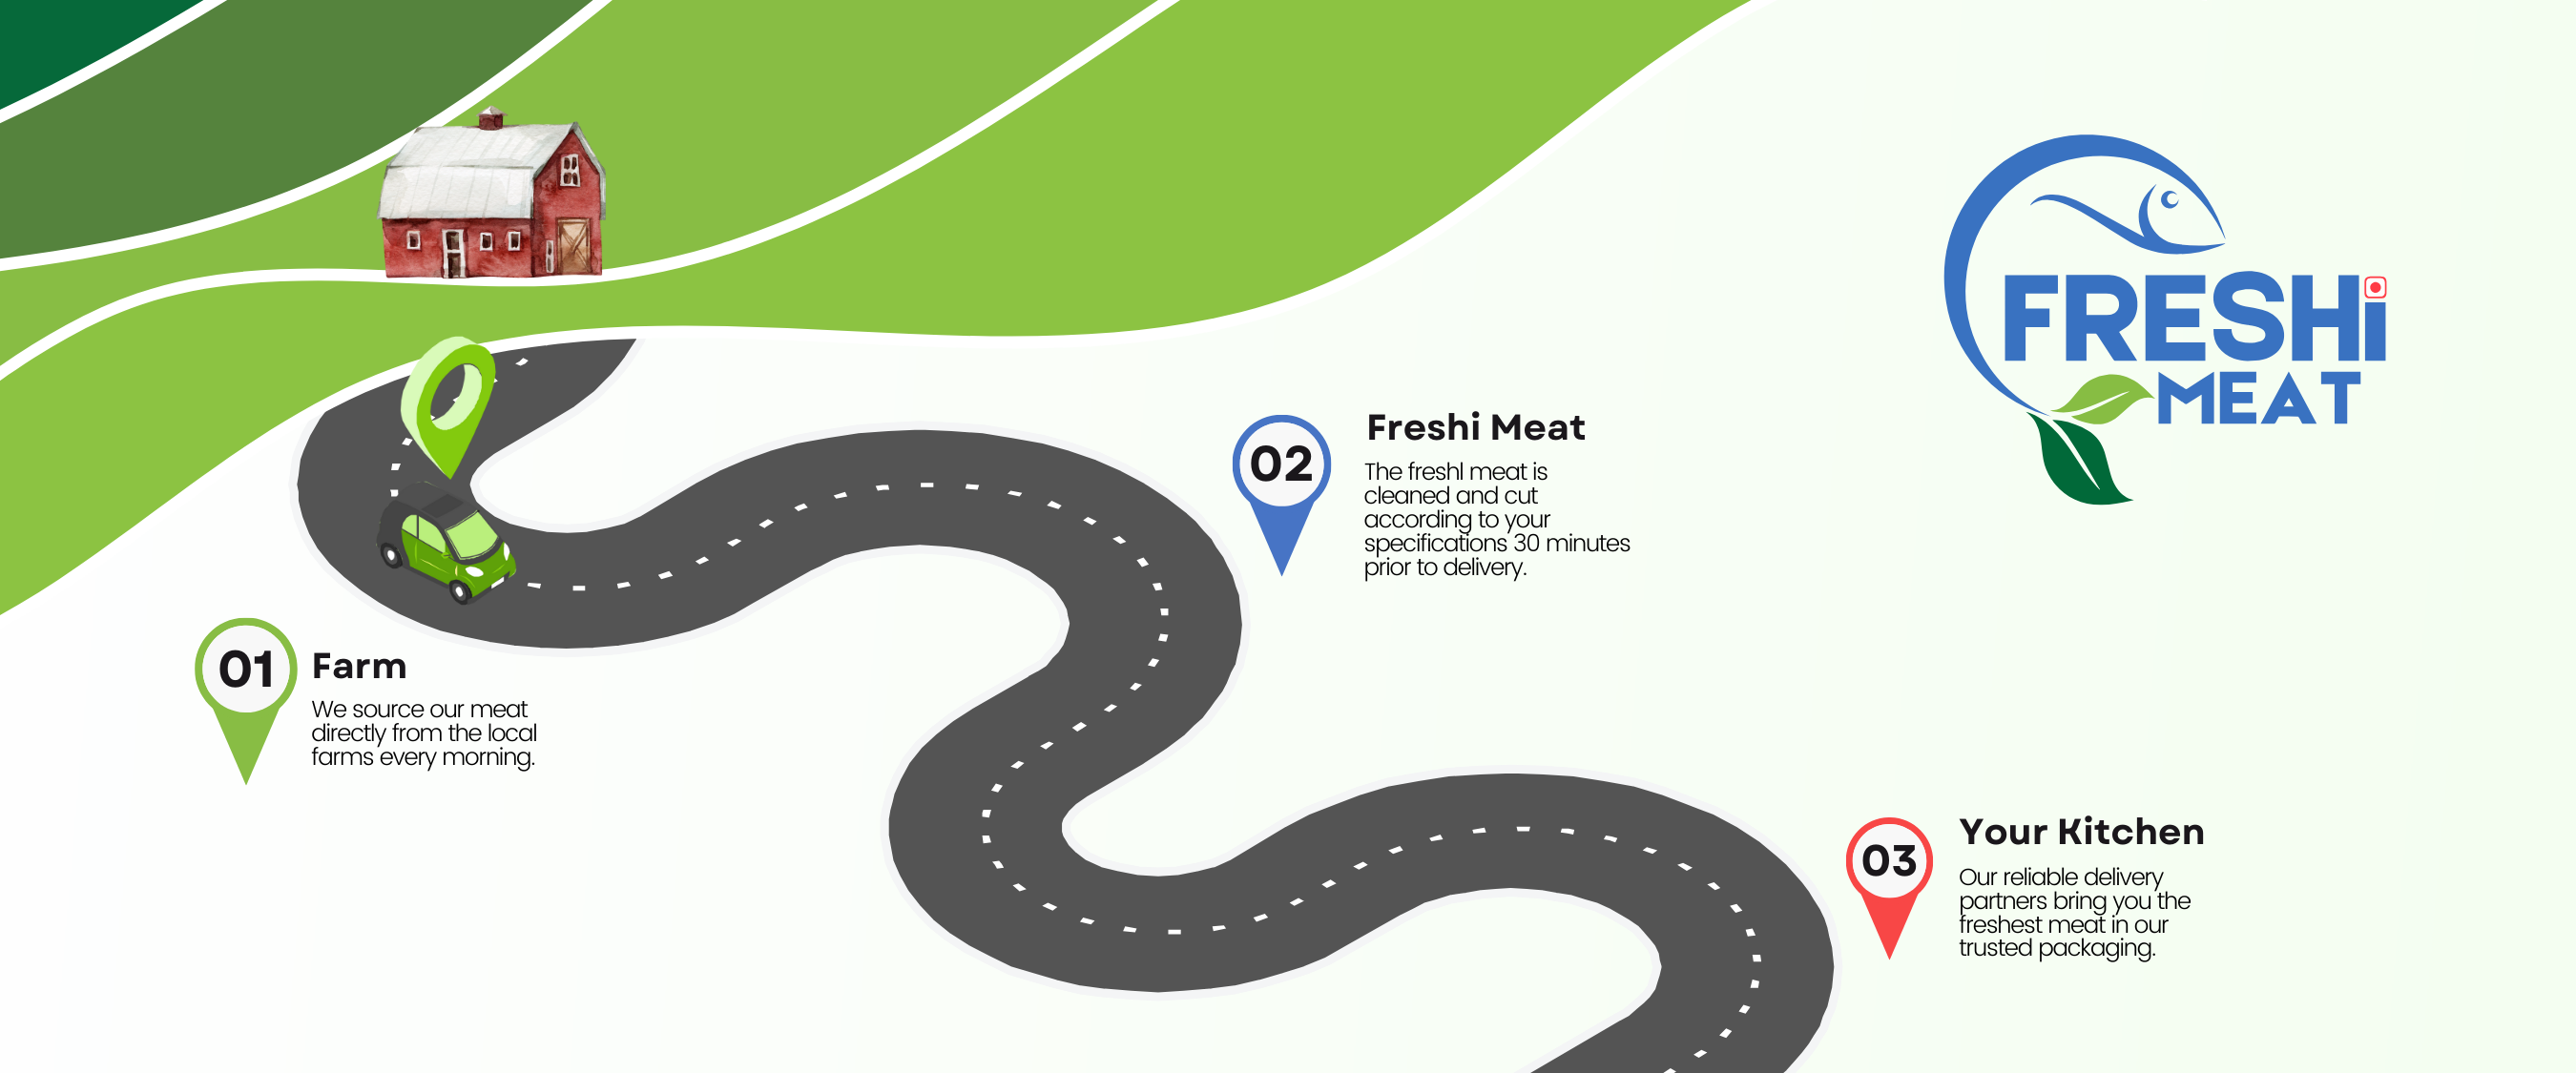 FRESHi
MEAT
01
Farm
We source our meat
directly from the local
farms every morning.
02
Freshi Meat
The freshl meat is
cleaned and cut
according to your
specifications 30 minutes
prior to delivery.
03
Your Kitchen
Our reliable delivery
partners bring you the
freshest meat in our
trusted packaging.